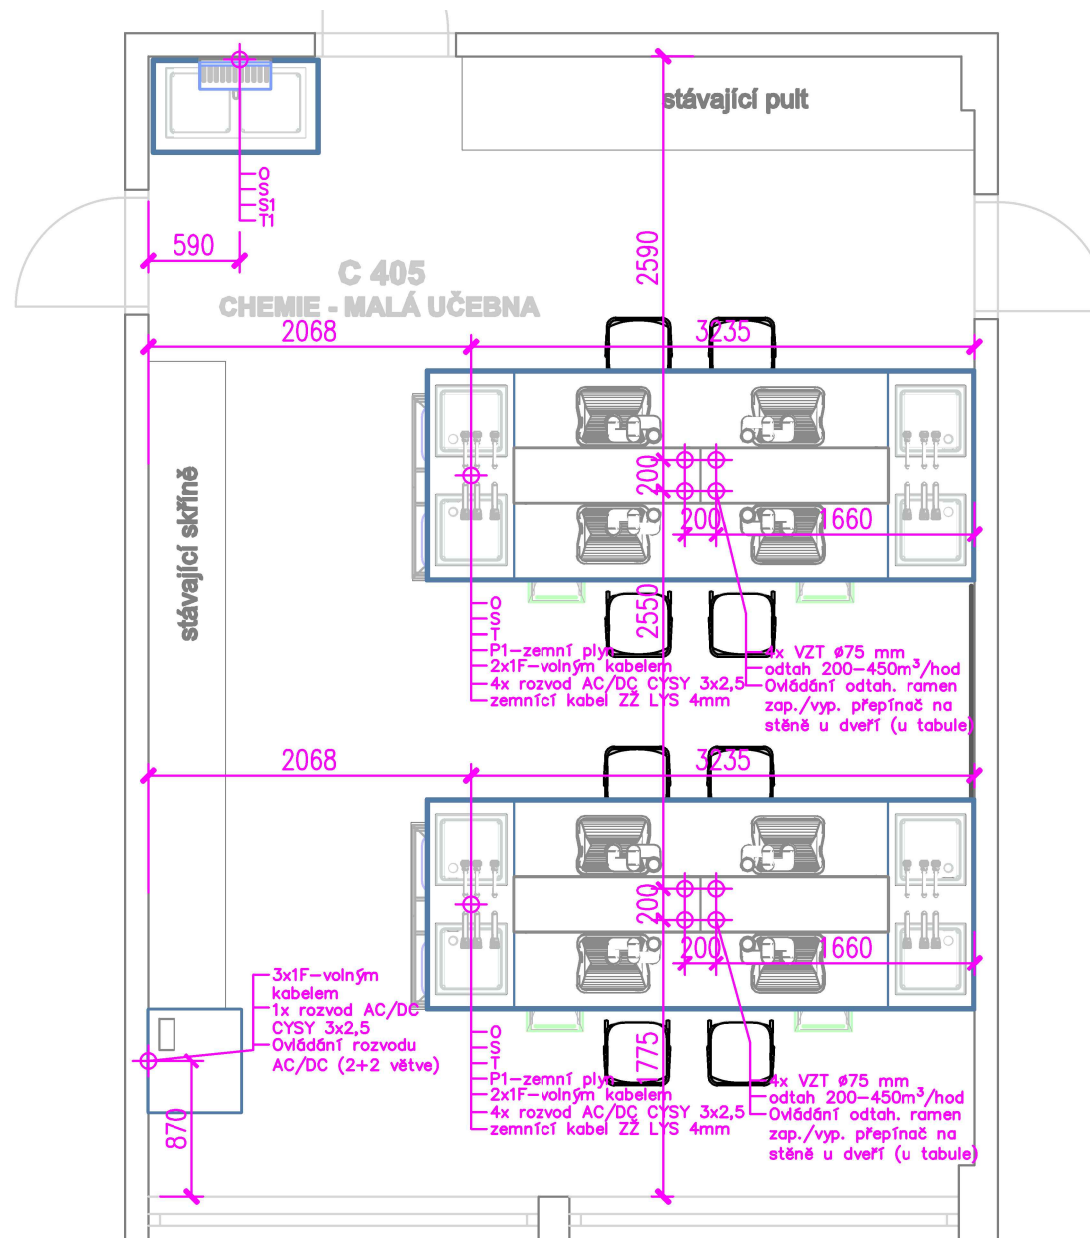 stávající pult
O
S
S1
T1
590
2590
C 405
CHEMIE - MALÁ UČEBNA
2068
3235
stávající skříně
200
200
1660
2550
O
S
T
P1-zemní plyn
2x1F-volným kabelem
4x rozvod AC/DC CYSY 3x2,5
zemnící kabel ZŽ LYS 4mm
4x VZT ø75 mm
odtah 200-450m³/hod
Ovládání odtah. ramen
zap./vyp. přepínač na
stěně u dveří (u tabule)
2068
3235
200
200
1660
3x1F-volným
kabelem
1x rozvod AC/DC
CYSY 3x2,5
Ovládání rozvodu
AC/DC (2+2 větve)
870
1775
O
S
T
P1-zemní plyn
2x1F-volným kabelem
4x rozvod AC/DC CYSY 3x2,5
zemnící kabel ZŽ LYS 4mm
4x VZT ø75 mm
odtah 200-450m³/hod
Ovládání odtah. ramen
zap./vyp. přepínač na
stěně u dveří (u tabule)